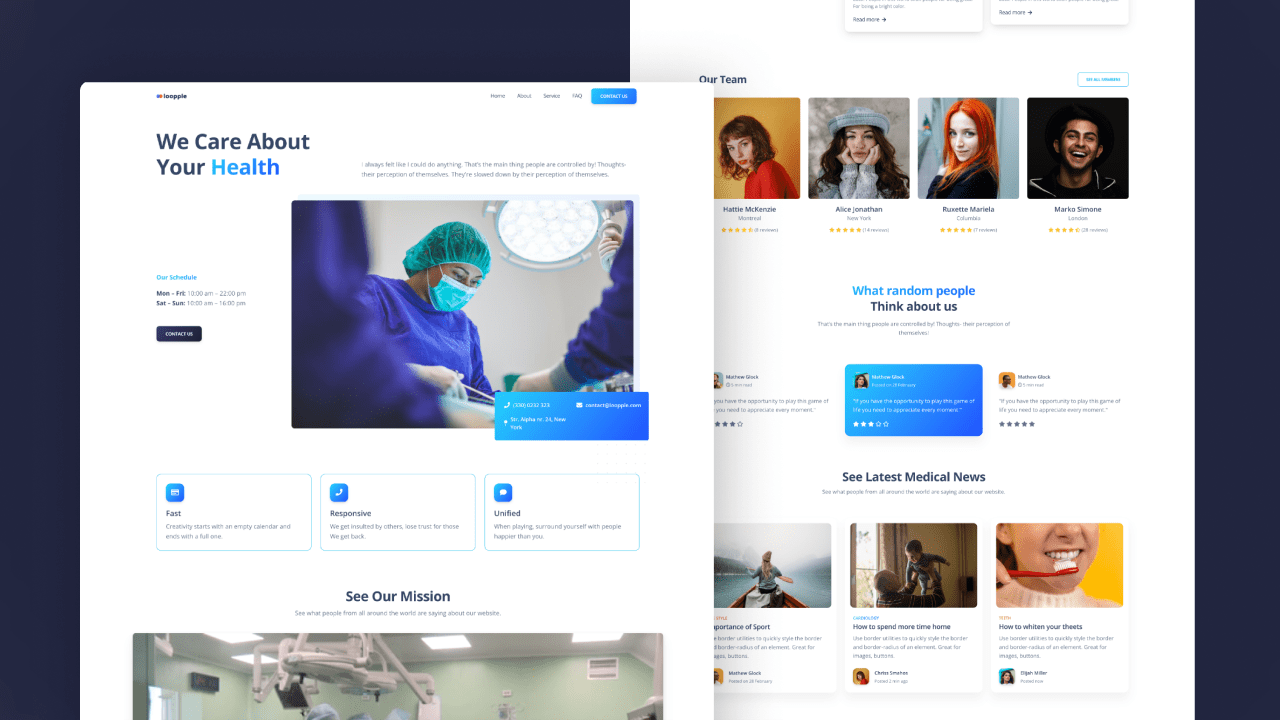 loopple
Home
About
Service
FAQ
CONTACT US
We Care About
Your Health
I always felt like I could do anything. That's the main thing people are controlled by! Thoughts-
their perception of themselves. They're slowed down by their perception of themselves.
Our Schedule
Mon – Fri: 10:00 am – 22:00 pm
Sat – Sun: 10:00 am – 16:00 pm
CONTACT US
(330) 0232 323
contact@loopple.com
Str. Alpha nr. 24, New
York
Fast
Creativity starts with an empty calendar and
ends with a full one.
Responsive
We get insulted by others, lose trust for those
We get back.
Unified
When playing, surround yourself with people
happier than you.
See Our Mission
See what people from all around the world are saying about our website.
For being a bright sailor.
Read more →
Read more →
Our Team
SEE ALL MEMBERS
Hattie McKenzie
Montreal
(8 reviews)
Alice Jonathan
New York
(14 reviews)
Ruxette Mariela
Columbia
(7 reviews)
Marko Simone
London
(28 reviews)
What random people
Think about us
That's the main thing people are controlled by! Thoughts- their perception of
themselves!
Mathew Glock
5 min read
you have the opportunity to play this game of
you need to appreciate every moment."
Mathew Glock
Posted on 28 February
"If you have the opportunity to play this game of
life you need to appreciate every moment."
Mathew Glock
5 min read
"If you have the opportunity to play this game of
life you need to appreciate every moment."
See Latest Medical News
See what people from all around the world are saying about our website.
STYLE
portance of Sport
border utilities to quickly style the border
border-radius of an element. Great for
buttons.
Mathew Glock
Posted on 28 February
CARDIOLOGY
How to spend more time home
Use border utilities to quickly style the border
and border-radius of an element. Great for
images, buttons.
Chriss Smahos
Posted 2 min ago
TEETH
How to whiten your theets
Use border utilities to quickly style the border
and border-radius of an element. Great for
images, buttons.
Elijah Miller
Posted now